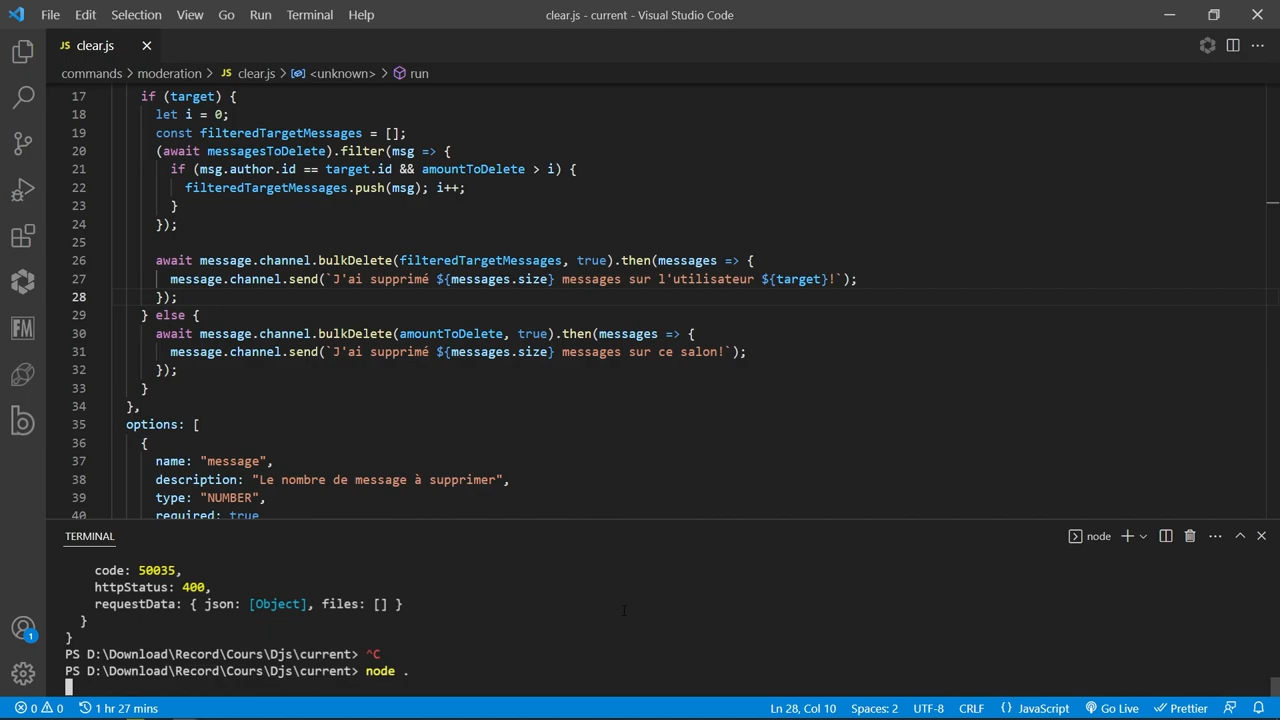 File Edit Selection View Go Run Terminal Help clear.js - current - Visual Studio Code
JS clear.js
commands > moderation > JS clear.js > <unknown> > run
17 if (target) {
18 let i = 0;
19 const filteredTargetMessages = [];
20 (await messagesToDelete).filter(msg => {
21 if (msg.author.id == target.id && amountToDelete > i) {
22 filteredTargetMessages.push(msg); i++;
23 }
24 });
25
26 await message.channel.bulkDelete(filteredTargetMessages, true).then(messages => {
27 message.channel.send(`J'ai supprimé ${messages.size} messages sur l'utilisateur ${target}!`);
28 });
29 } else {
30 await message.channel.bulkDelete(amountToDelete, true).then(messages => {
31 message.channel.send(`J'ai supprimé ${messages.size} messages sur ce salon!`);
32 });
33 }
34 },
35 options: [
36 {
37 name: "message",
38 description: "Le nombre de message à supprimer",
39 type: "NUMBER",
40 required: true
TERMINAL node
code: 50035,
httpStatus: 400,
requestData: { json: [Object], files: [] }
}
}
PS D:\Download\Record\Cours\Djs\current> ^C
PS D:\Download\Record\Cours\Djs\current> node .
FM
b
1
0 0 1 hr 27 mins Ln 28, Col 10 Spaces: 2 UTF-8 CRLF {} JavaScript Go Live Prettier